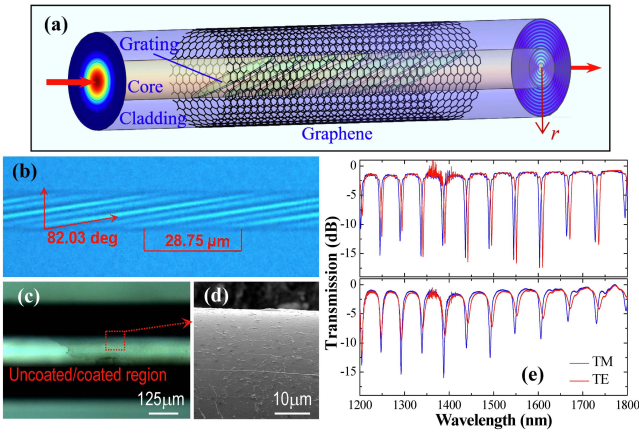 (a)
Grating
Core
Cladding
Graphene
r
(b)
82.03 deg
28.75 µm
(c)
Uncoated/coated region
125µm
(d)
10µm
0
-5
-10
-15
0
-5
-10
-15
Transmission (dB)
TM
TE
(e)
1200 1300 1400 1500 1600 1700 1800
Wavelength (nm)